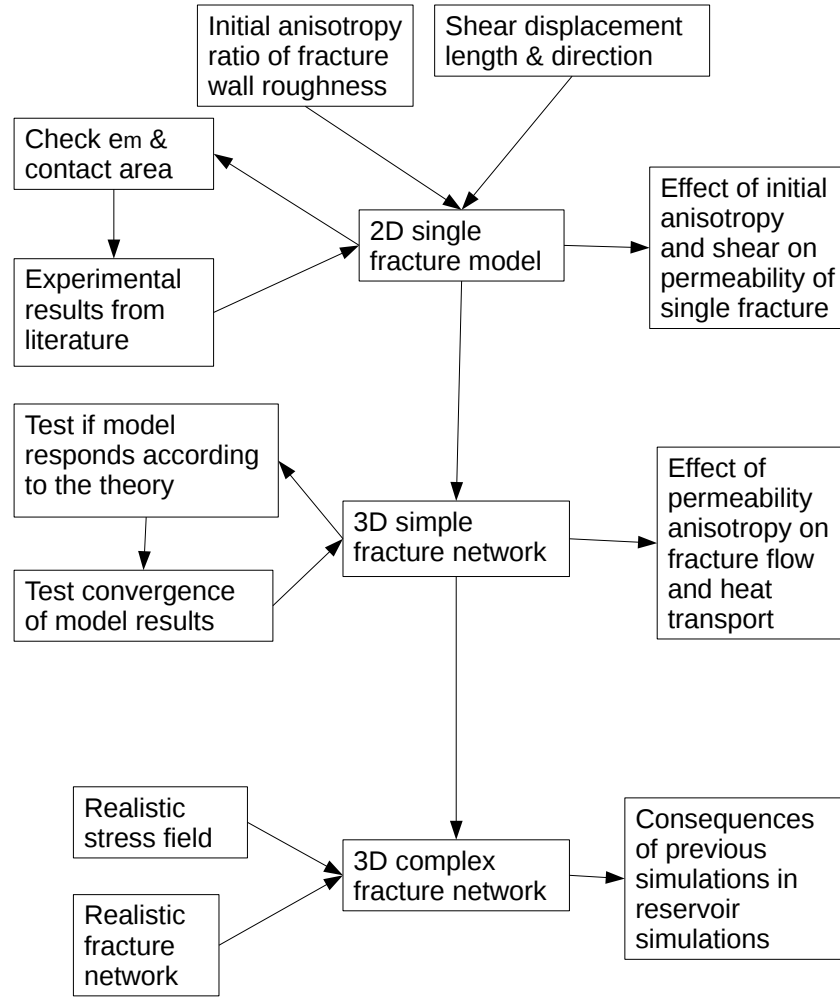 Initial anisotropy
ratio of fracture
wall roughness
Shear displacement
length & direction
Check em &
contact area
2D single
fracture model
Effect of initial
anisotropy
and shear on
permeability of
single fracture
Experimental
results from
literature
Test if model
responds according
to the theory
3D simple
fracture network
Effect of
permeability
anisotropy on
fracture flow
and heat
transport
Test convergence
of model results
Realistic
stress field
3D complex
fracture network
Consequences
of previous
simulations in
reservoir
simulations
Realistic
fracture
network